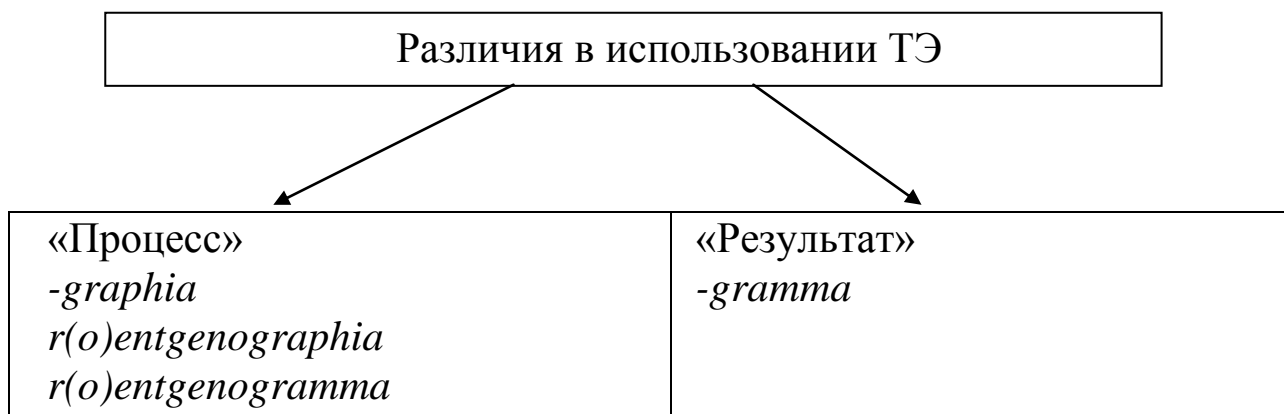 Различия в использовании ТЭ
«Процесс»
-graphia
r(o)entgenographia
r(o)entgenogramma
«Результат»
-gramma